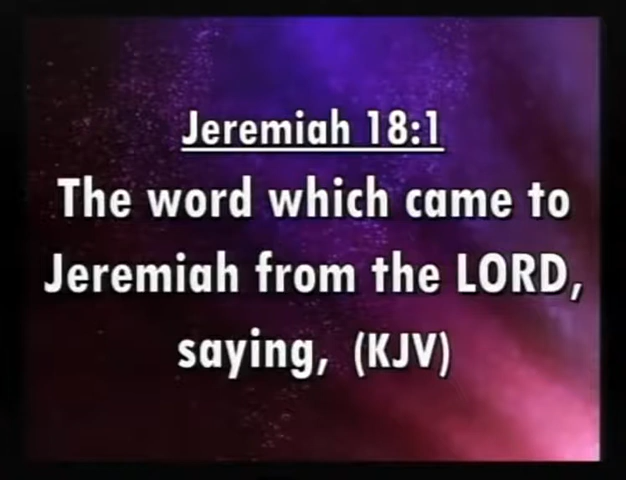 Jeremiah 18:1
The word which came to
Jeremiah from the LORD,
saying, (KJV)